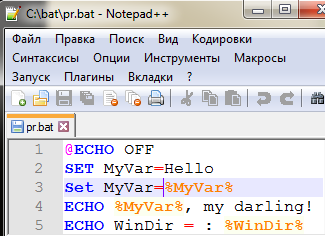 C:\bat\pr.bat - Notepad++
Файл Правка Поиск Вид Кодировки
Синтаксисы Опции Инструменты Макросы
Запуск Плагины Вкладки ?
pr.bat
1 @ECHO OFF
2 SET MyVar=Hello
3 Set MyVar=%MyVar%
4 ECHO %MyVar%, my darling!
5 ECHO WinDir = : %WinDir%